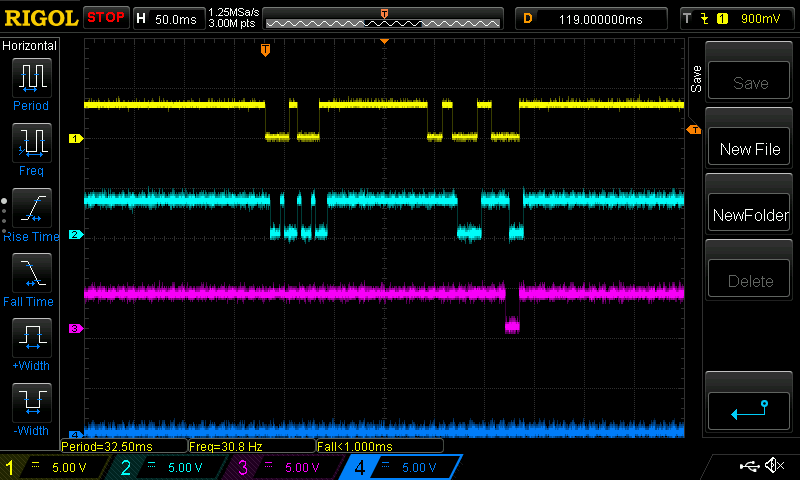 RIGOL STOP H 50.0ms 1.25MSa/s 3.00M pts D 119.000000ms T 1 900mV
Horizontal
Period
Freq
Rise Time
Fall Time
+Width
-Width
T
1
2
3
4
T
Save
Save
New File
NewFolder
Delete
Period=32.50ms Freq=30.8 Hz Fall<1.000ms
1 5.00 V 2 5.00 V 3 5.00 V 4 5.00 V